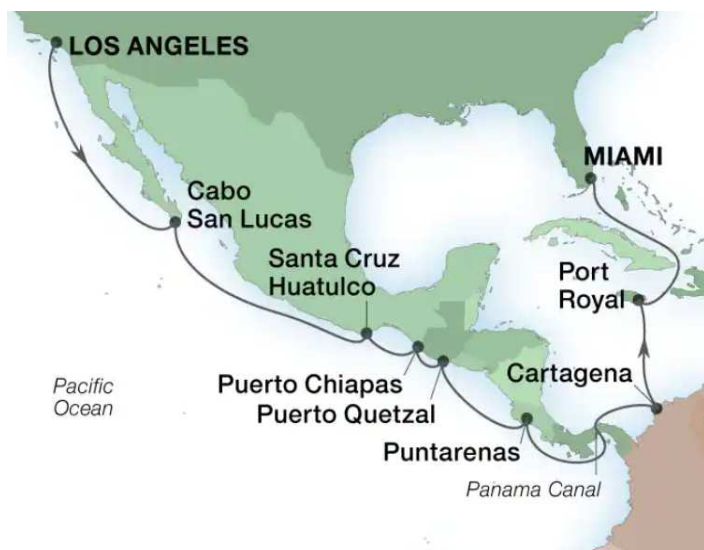 LOS ANGELES
MIAMI
Cabo
San Lucas
Santa Cruz
Huatulco
Port
Royal
Puerto Chiapas
Cartagena
Pacific
Ocean
Puerto Quetzal
Puntarenas
Panama Canal